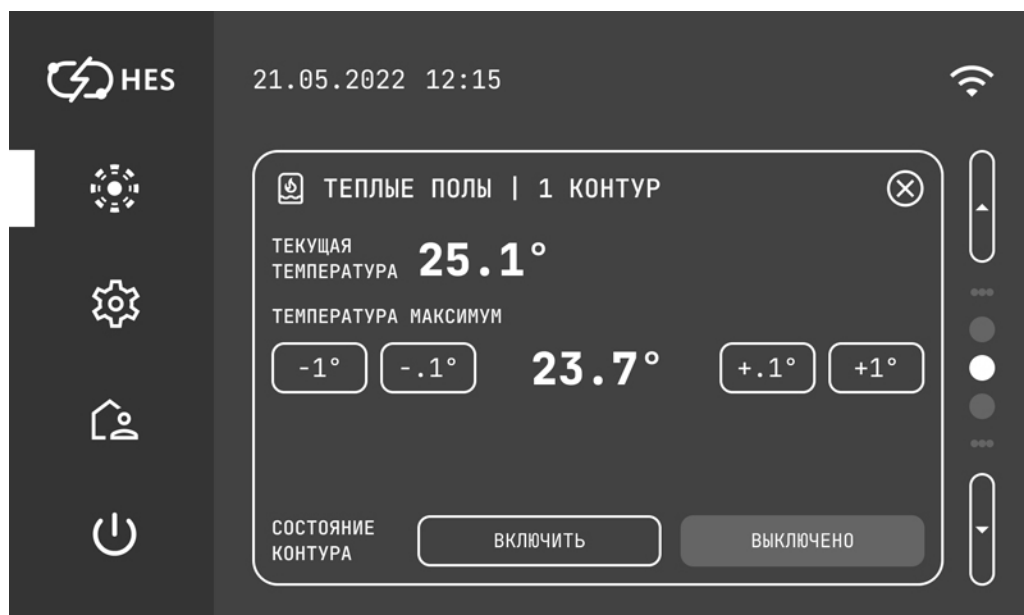 HES
21.05.2022 12:15
ТЕПЛЫЕ ПОЛЫ | 1 КОНТУР
ТЕКУЩАЯ
ТЕМПЕРАТУРА 25.1°
ТЕМПЕРАТУРА МАКСИМУМ
-1° -.1° 23.7° +.1° +1°
СОСТОЯНИЕ
КОНТУРА ВКЛЮЧИТЬ ВЫКЛЮЧЕНО